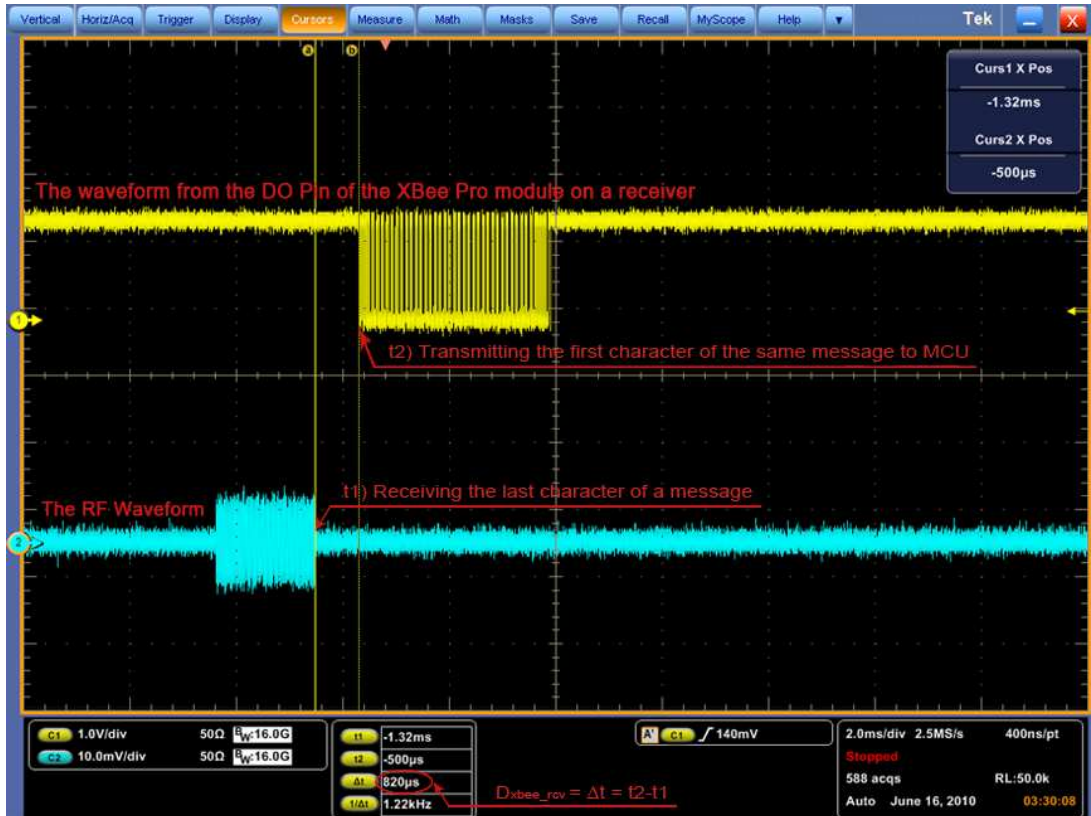 Vertical Horiz/Acq Trigger Display Cursors Measure Math Masks Save Recall MyScope Help ▼ Tek X
a b
Curs1 X Pos
-1.32ms
Curs2 X Pos
-500µs
The waveform from the DO Pin of the XBee Pro module on a receiver
1
t2) Transmitting the first character of the same message to MCU
t1) Receiving the last character of a message
The RF Waveform
2
C1 1.0V/div 50Ω BW:16.0G
C2 10.0mV/div 50Ω BW:16.0G
t1 -1.32ms
t2 -500µs
Δt 820µs
1/Δt 1.22kHz
Dxbee_rcv = Δt = t2-t1
A' C1 / 140mV
2.0ms/div 2.5MS/s 400ns/pt
Stopped
588 acqs RL:50.0k
Auto June 16, 2010 03:30:08